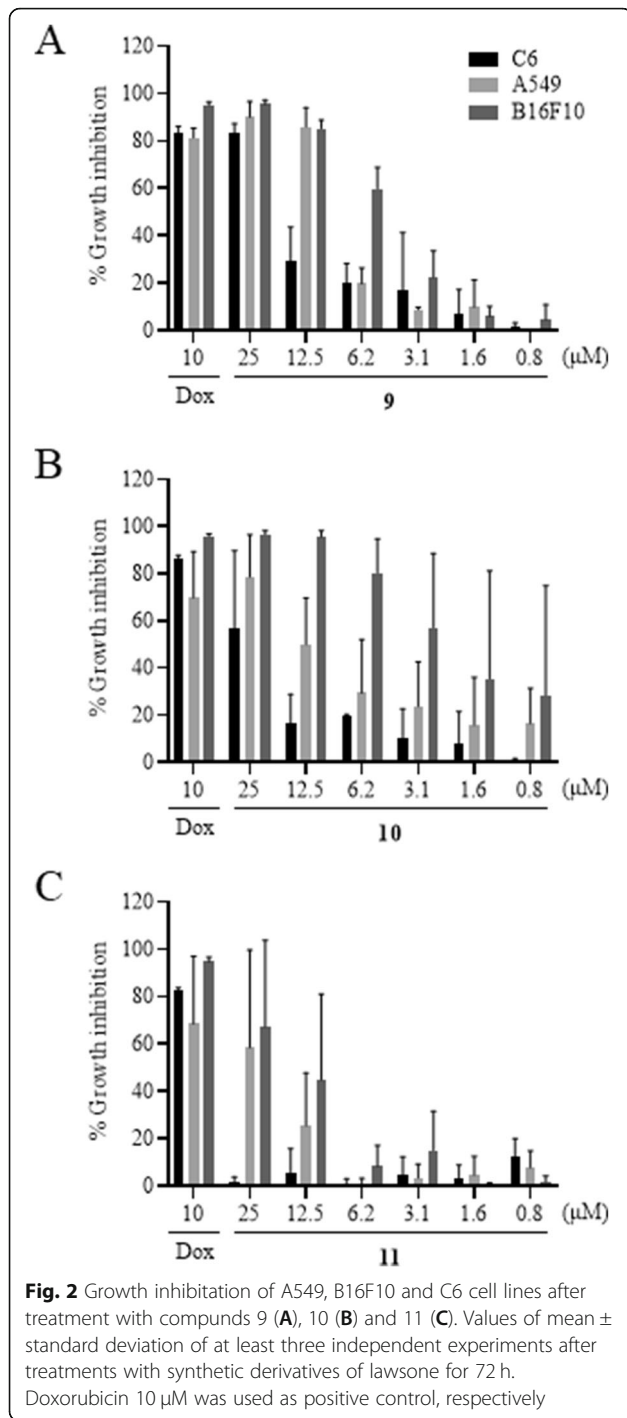 A
120
100
80
60
40
20
0
% Growth inhibition
C6
A549
B16F10
10 25 12.5 6.2 3.1 1.6 0.8 (μM)
Dox 9
B
120
100
80
60
40
20
0
% Growth inhibition
10 25 12.5 6.2 3.1 1.6 0.8 (μM)
Dox 10
C
120
100
80
60
40
20
0
% Growth inhibition
10 25 12.5 6.2 3.1 1.6 0.8 (μM)
Dox 11
Fig. 2 Growth inhibitation of A549, B16F10 and C6 cell lines after
treatment with compunds 9 (A), 10 (B) and 11 (C). Values of mean ±
standard deviation of at least three independent experiments after
treatments with synthetic derivatives of lawsone for 72 h.
Doxorubicin 10 μM was used as positive control, respectively